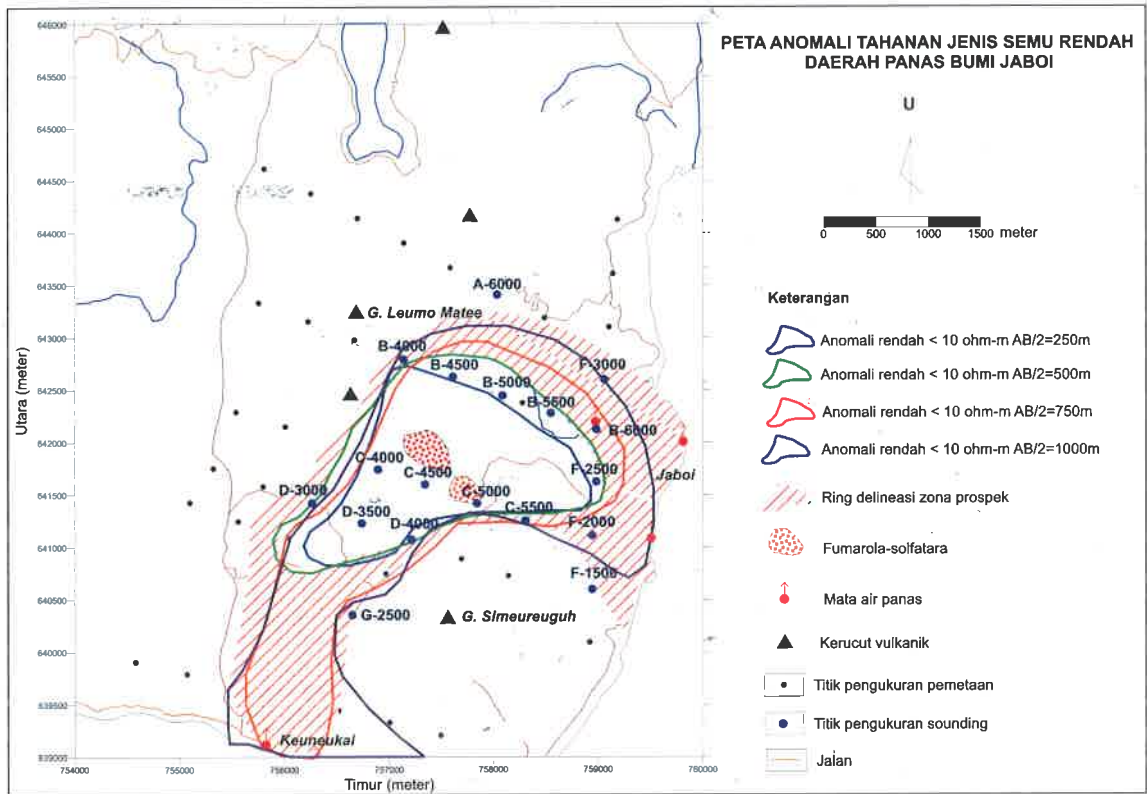 PETA ANOMALI TAHANAN JENIS SEMU RENDAH
DAERAH PANAS BUMI JABOI
U
0 500 1000 1500 meter
Keterangan
Anomali rendah < 10 ohm-m AB/2=250m
Anomali rendah < 10 ohm-m AB/2=500m
Anomali rendah < 10 ohm-m AB/2=750m
Anomali rendah < 10 ohm-m AB/2=1000m
Ring delineasi zona prospek
Fumarola-solfatara
Mata air panas
Kerucut vulkanik
Titik pengukuran pemetaan
Titik pengukuran sounding
Jalan
Utara (meter)
646000
645500
645000
644500
644000
643500
643000
642500
642000
641500
641000
640500
640000
639500
639000
754000
755000
756000
757000
758000
759000
760000
Timur (meter)
A-6000
G. Leumo Matee
B-4000
B-4500
F-3000
B-5000
B-5500
B-6000
C-4000
C-4500
F-2500
Jaboi
D-3000
C-5000
D-3500
C-5500
D-4000
F-2000
F-1500
G-2500
G. Simeureuguh
Keuneukai